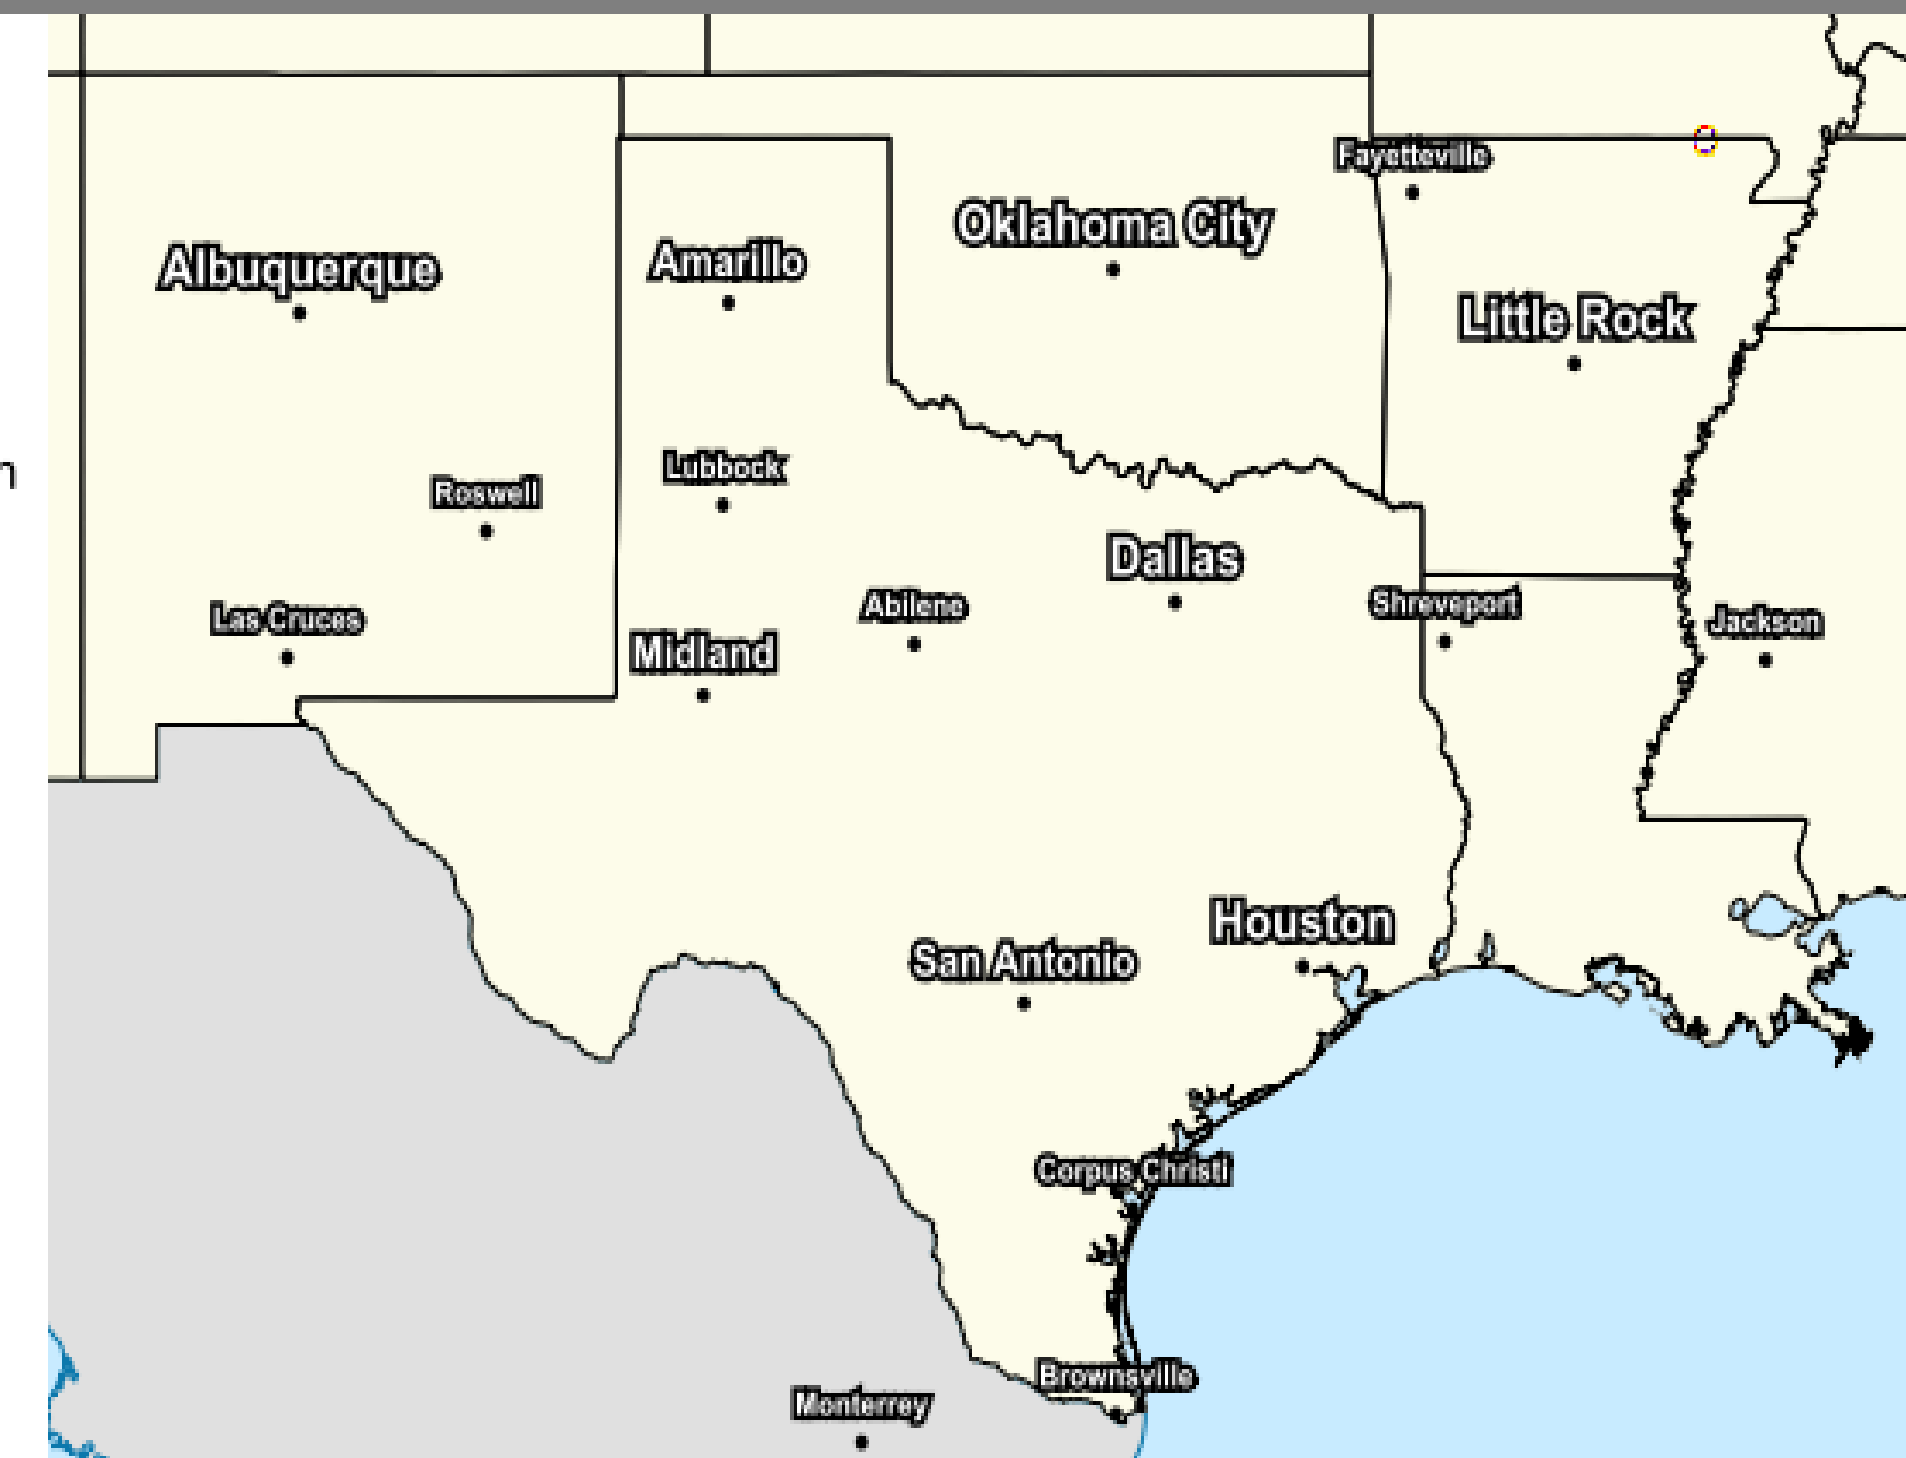 Fayetteville
Oklahoma City
Albuquerque
Amarillo
Little Rock
Lubbock
n
Roswell
Dallas
Abilene
Shreveport
Las Cruces
Jackson
Midland
Houston
San Antonio
Corpus Christi
Brownsville
Monterrey